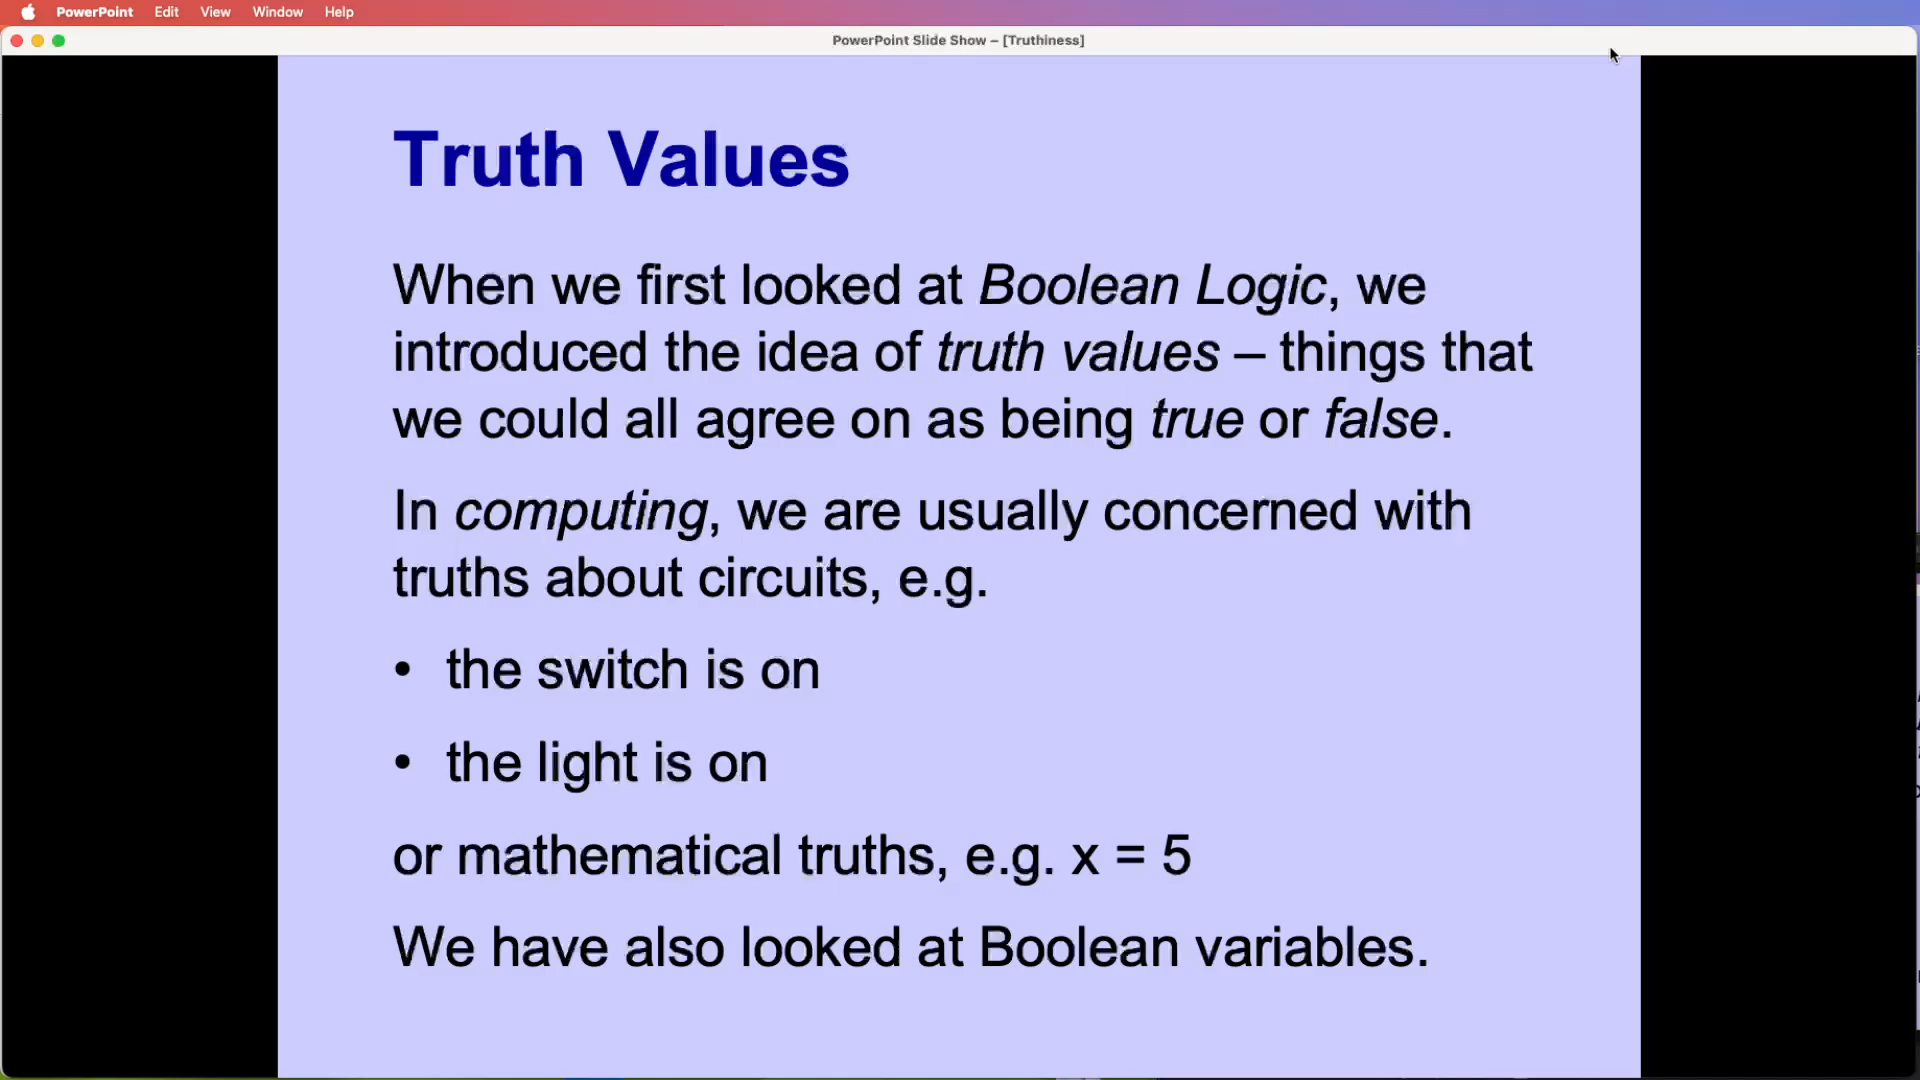 PowerPoint Edit View Window Help
PowerPoint Slide Show – [Truthiness]
Truth Values
When we first looked at Boolean Logic, we
introduced the idea of truth values – things that
we could all agree on as being true or false.
In computing, we are usually concerned with
truths about circuits, e.g.
• the switch is on
• the light is on
or mathematical truths, e.g. x = 5
We have also looked at Boolean variables.